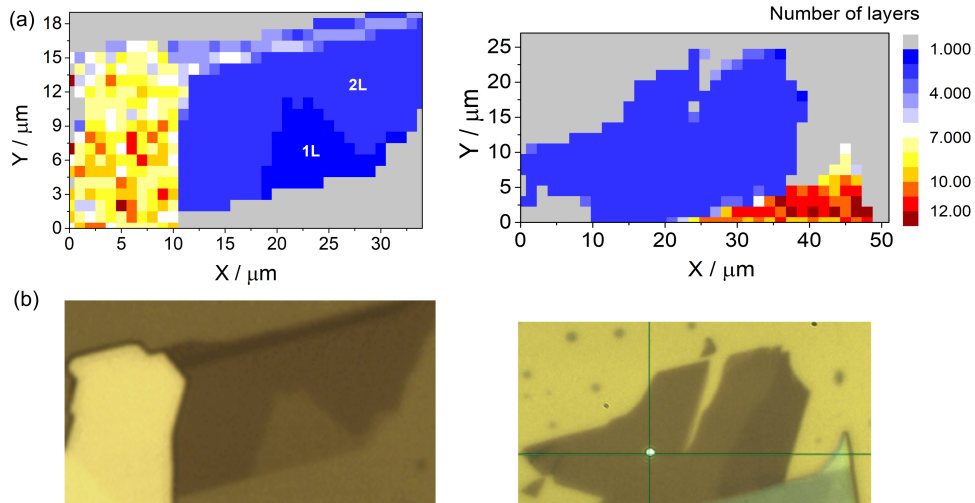 (a)
Number of layers
18
15
12
9
6
3
0
Y / μm
2L
1L
0 5 10 15 20 25 30
X / μm
25
20
15
10
5
0
Y / μm
0 10 20 30 40 50
X / μm
1.000
4.000
7.000
10.00
12.00
(b)